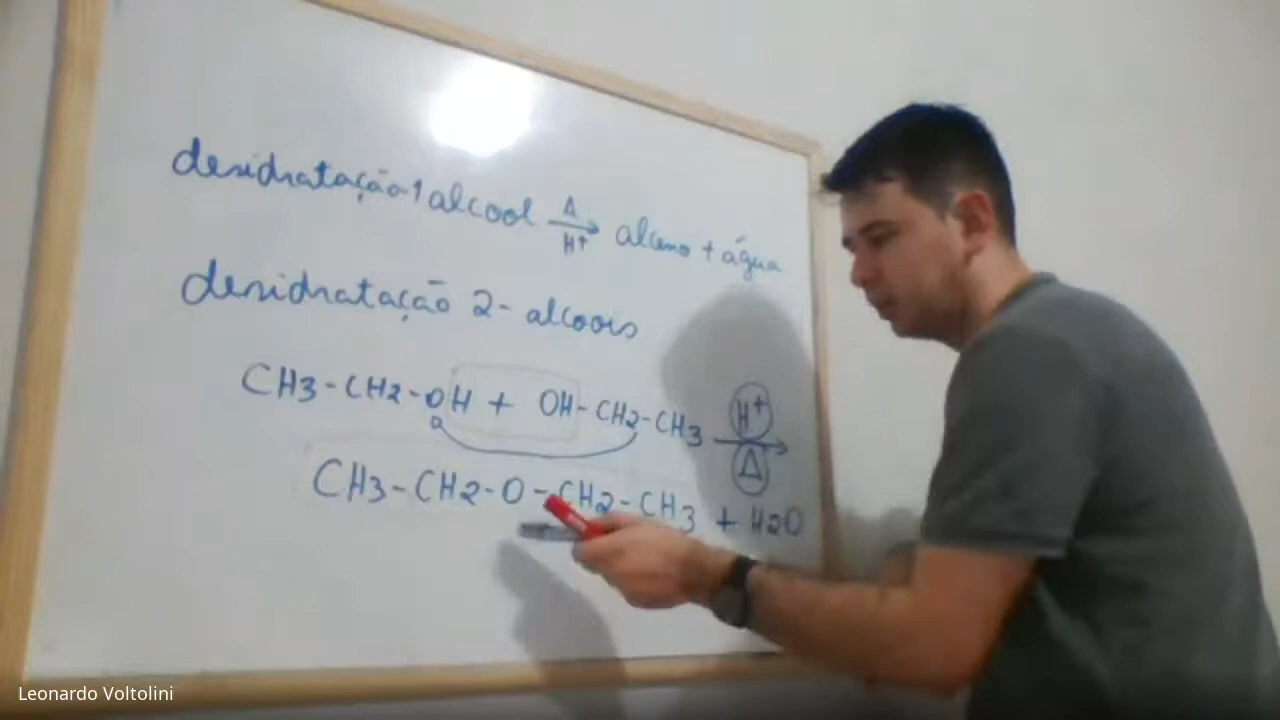 desidratação 1 alcool Δ→H+ alceno + água
desidratação 2- alcoois
CH3-CH2-OH + OH-CH2-CH3 H+→Δ
CH3-CH2-O-CH2-CH3 + H2O
Leonardo Voltolini